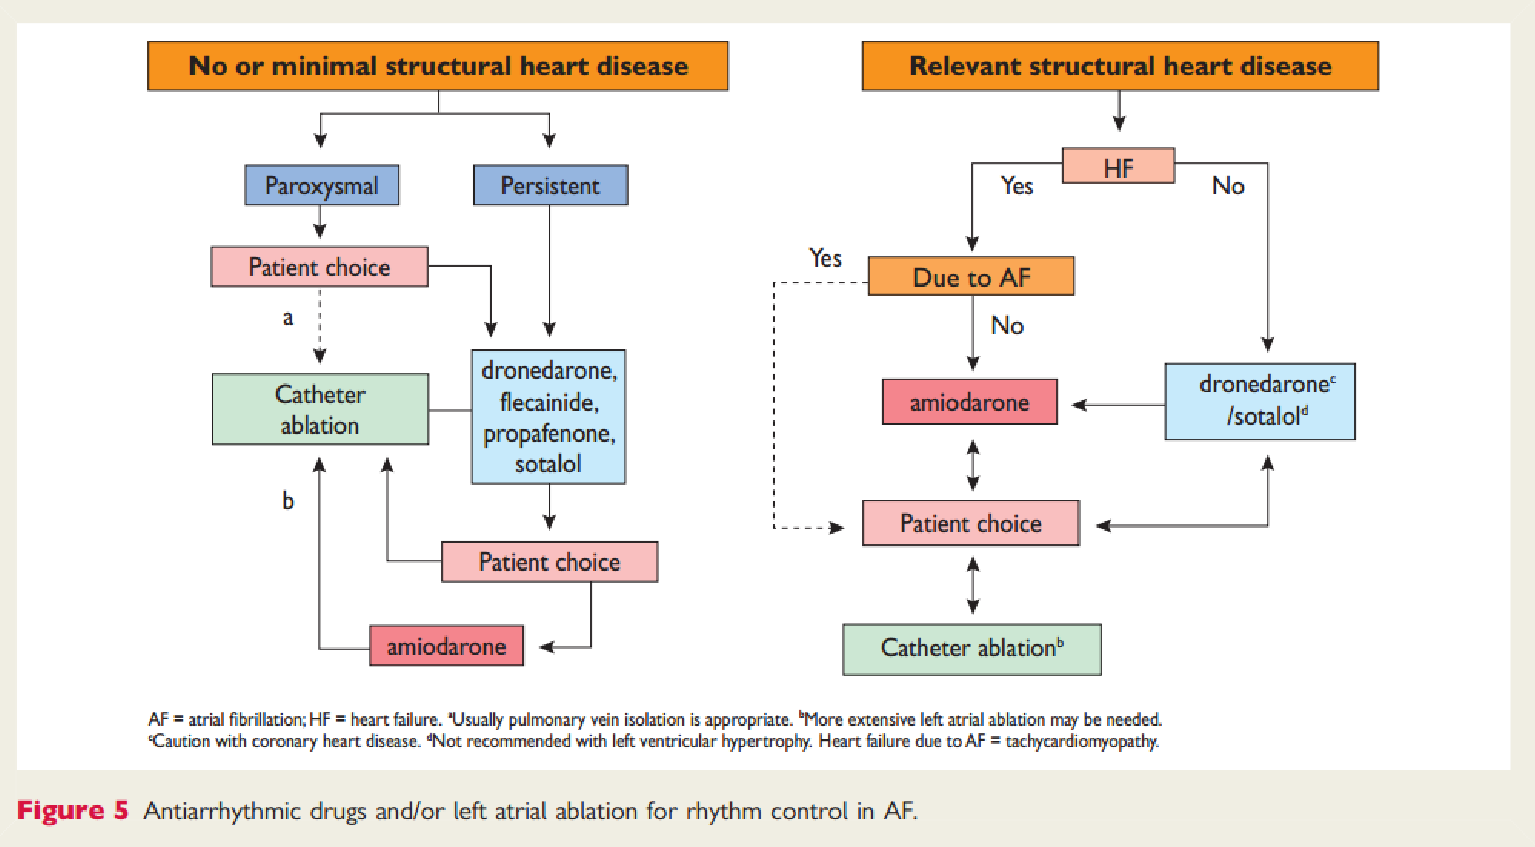 No or minimal structural heart disease
Paroxysmal
Persistent
Patient choice
a
Catheter
ablation
dronedarone,
flecainide,
propafenone,
sotalol
b
Patient choice
amiodarone
Relevant structural heart disease
HF
Yes
No
Yes
Due to AF
No
amiodarone
dronedaroneᶜ
/sotalolᵈ
Patient choice
Catheter ablationᵇ
AF = atrial fibrillation; HF = heart failure. ᵃUsually pulmonary vein isolation is appropriate. ᵇMore extensive left atrial ablation may be needed.
ᶜCaution with coronary heart disease. ᵈNot recommended with left ventricular hypertrophy. Heart failure due to AF = tachycardiomyopathy.
Figure 5 Antiarrhythmic drugs and/or left atrial ablation for rhythm control in AF.